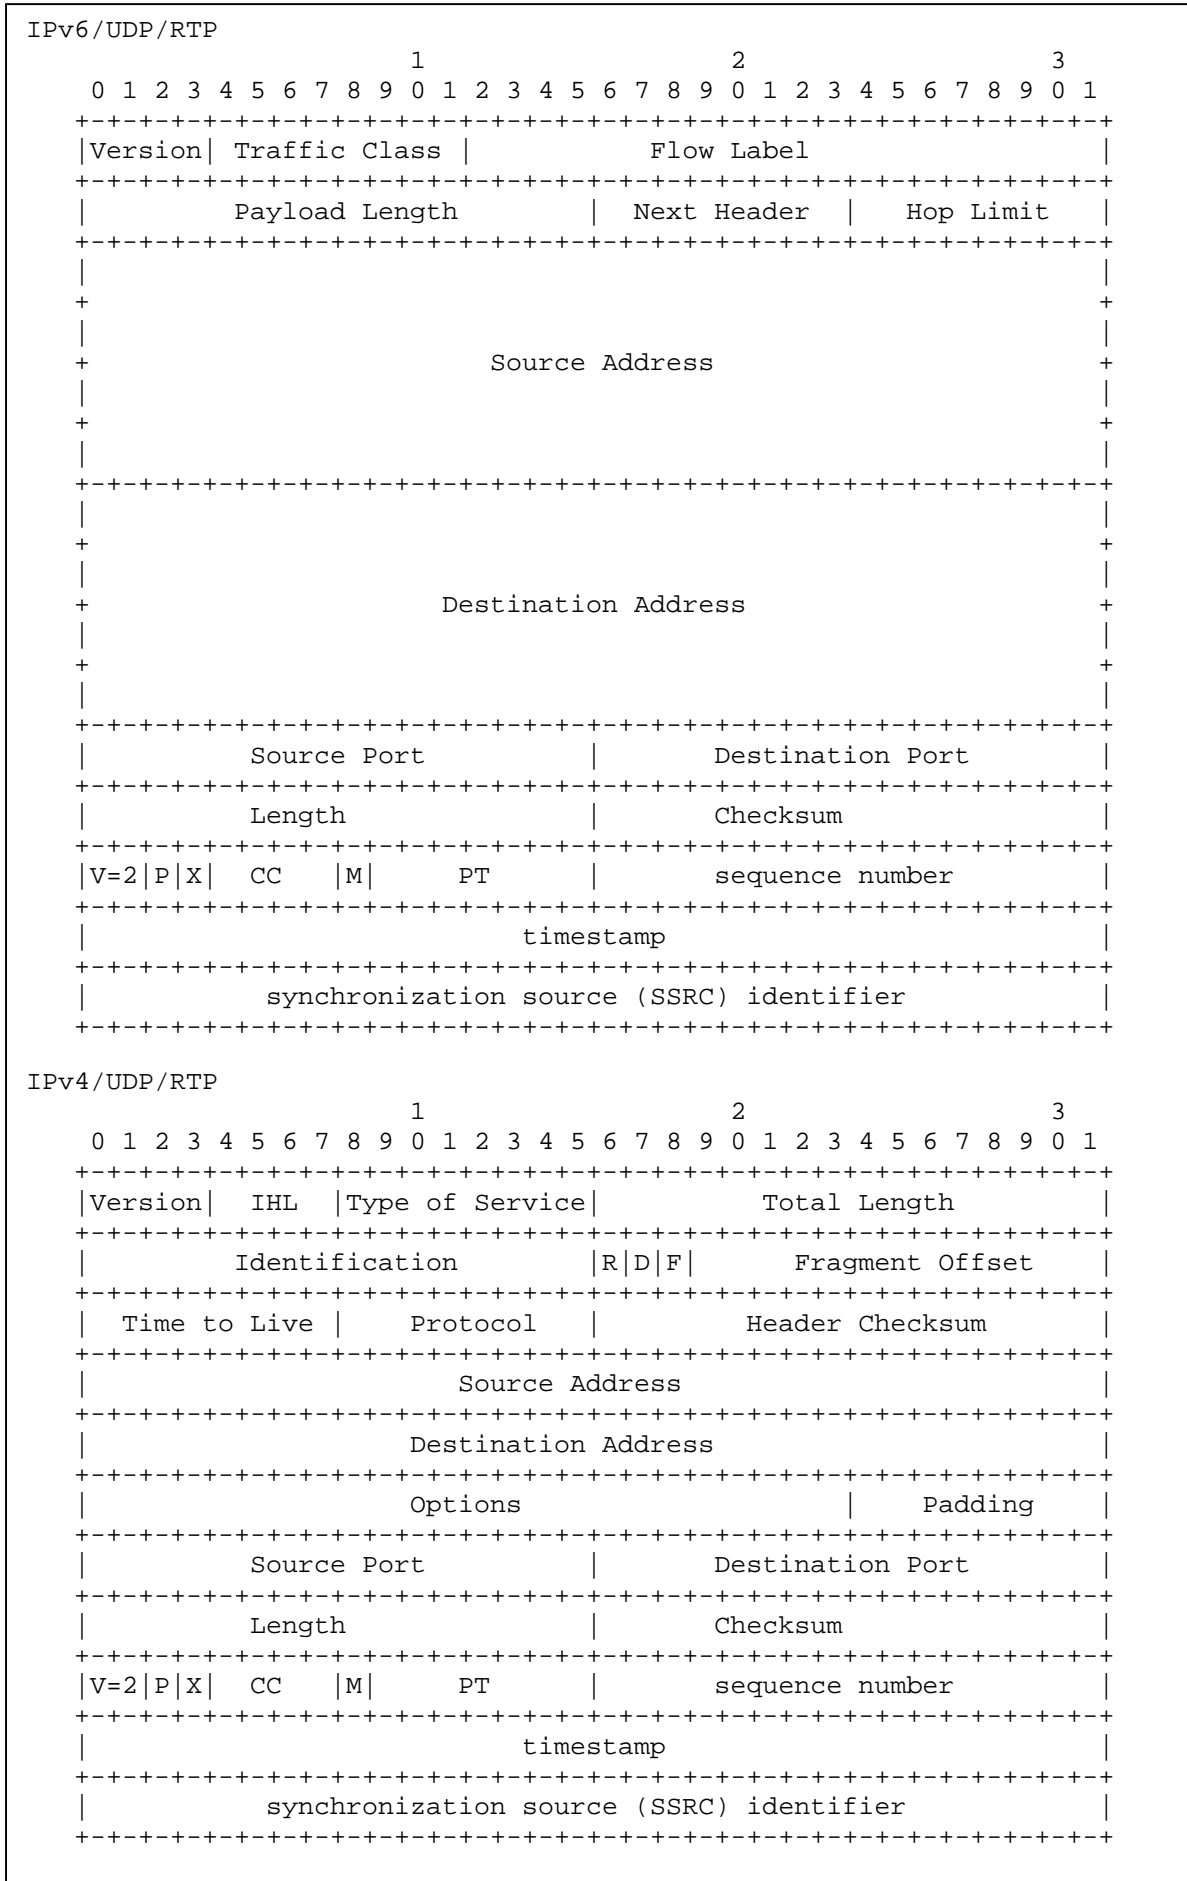 IPv6/UDP/RTP
                        1                   2                   3
    0 1 2 3 4 5 6 7 8 9 0 1 2 3 4 5 6 7 8 9 0 1 2 3 4 5 6 7 8 9 0 1
   +-+-+-+-+-+-+-+-+-+-+-+-+-+-+-+-+-+-+-+-+-+-+-+-+-+-+-+-+-+-+-+-+
   |Version| Traffic Class |           Flow Label                  |
   +-+-+-+-+-+-+-+-+-+-+-+-+-+-+-+-+-+-+-+-+-+-+-+-+-+-+-+-+-+-+-+-+
   |         Payload Length        |  Next Header  |   Hop Limit   |
   +-+-+-+-+-+-+-+-+-+-+-+-+-+-+-+-+-+-+-+-+-+-+-+-+-+-+-+-+-+-+-+-+
   |                                                               |
   +                                                               +
   |                                                               |
   +                         Source Address                        +
   |                                                               |
   +                                                               +
   |                                                               |
   +-+-+-+-+-+-+-+-+-+-+-+-+-+-+-+-+-+-+-+-+-+-+-+-+-+-+-+-+-+-+-+-+
   |                                                               |
   +                                                               +
   |                                                               |
   +                      Destination Address                      +
   |                                                               |
   +                                                               +
   |                                                               |
   +-+-+-+-+-+-+-+-+-+-+-+-+-+-+-+-+-+-+-+-+-+-+-+-+-+-+-+-+-+-+-+-+
   |          Source Port          |       Destination Port        |
   +-+-+-+-+-+-+-+-+-+-+-+-+-+-+-+-+-+-+-+-+-+-+-+-+-+-+-+-+-+-+-+-+
   |          Length               |       Checksum                |
   +-+-+-+-+-+-+-+-+-+-+-+-+-+-+-+-+-+-+-+-+-+-+-+-+-+-+-+-+-+-+-+-+
   |V=2|P|X|  CC   |M|     PT      |       sequence number         |
   +-+-+-+-+-+-+-+-+-+-+-+-+-+-+-+-+-+-+-+-+-+-+-+-+-+-+-+-+-+-+-+-+
   |                           timestamp                           |
   +-+-+-+-+-+-+-+-+-+-+-+-+-+-+-+-+-+-+-+-+-+-+-+-+-+-+-+-+-+-+-+-+
   |           synchronization source (SSRC) identifier            |
   +-+-+-+-+-+-+-+-+-+-+-+-+-+-+-+-+-+-+-+-+-+-+-+-+-+-+-+-+-+-+-+-+

IPv4/UDP/RTP
                        1                   2                   3
    0 1 2 3 4 5 6 7 8 9 0 1 2 3 4 5 6 7 8 9 0 1 2 3 4 5 6 7 8 9 0 1
   +-+-+-+-+-+-+-+-+-+-+-+-+-+-+-+-+-+-+-+-+-+-+-+-+-+-+-+-+-+-+-+-+
   |Version|  IHL  |Type of Service|          Total Length         |
   +-+-+-+-+-+-+-+-+-+-+-+-+-+-+-+-+-+-+-+-+-+-+-+-+-+-+-+-+-+-+-+-+
   |         Identification        |R|D|F|      Fragment Offset    |
   +-+-+-+-+-+-+-+-+-+-+-+-+-+-+-+-+-+-+-+-+-+-+-+-+-+-+-+-+-+-+-+-+
   |  Time to Live |    Protocol   |         Header Checksum       |
   +-+-+-+-+-+-+-+-+-+-+-+-+-+-+-+-+-+-+-+-+-+-+-+-+-+-+-+-+-+-+-+-+
   |                       Source Address                          |
   +-+-+-+-+-+-+-+-+-+-+-+-+-+-+-+-+-+-+-+-+-+-+-+-+-+-+-+-+-+-+-+-+
   |                    Destination Address                        |
   +-+-+-+-+-+-+-+-+-+-+-+-+-+-+-+-+-+-+-+-+-+-+-+-+-+-+-+-+-+-+-+-+
   |                    Options                    |    Padding    |
   +-+-+-+-+-+-+-+-+-+-+-+-+-+-+-+-+-+-+-+-+-+-+-+-+-+-+-+-+-+-+-+-+
   |          Source Port          |       Destination Port        |
   +-+-+-+-+-+-+-+-+-+-+-+-+-+-+-+-+-+-+-+-+-+-+-+-+-+-+-+-+-+-+-+-+
   |          Length               |       Checksum                |
   +-+-+-+-+-+-+-+-+-+-+-+-+-+-+-+-+-+-+-+-+-+-+-+-+-+-+-+-+-+-+-+-+
   |V=2|P|X|  CC   |M|     PT      |       sequence number         |
   +-+-+-+-+-+-+-+-+-+-+-+-+-+-+-+-+-+-+-+-+-+-+-+-+-+-+-+-+-+-+-+-+
   |                           timestamp                           |
   +-+-+-+-+-+-+-+-+-+-+-+-+-+-+-+-+-+-+-+-+-+-+-+-+-+-+-+-+-+-+-+-+
   |           synchronization source (SSRC) identifier            |
   +-+-+-+-+-+-+-+-+-+-+-+-+-+-+-+-+-+-+-+-+-+-+-+-+-+-+-+-+-+-+-+-+